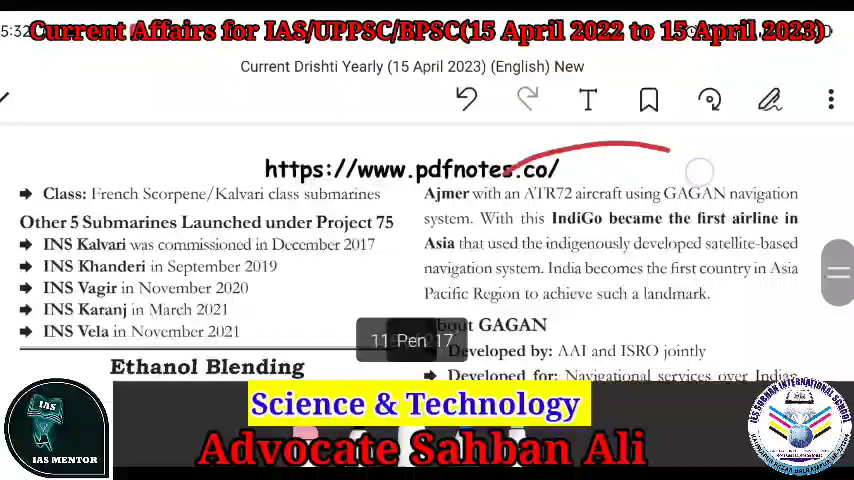 5:32
Current Affairs for IAS/UPPSC/BPSC(15 April 2022 to 15 April 2023)
Current Drishti Yearly (15 April 2023) (English) New
https://www.pdfnotes.co/
Class: French Scorpene/Kalvari class submarines
Other 5 Submarines Launched under Project 75
INS Kalvari was commissioned in December 2017
INS Khanderi in September 2019
INS Vagir in November 2020
INS Karanj in March 2021
INS Vela in November 2021
Ethanol Blending
Ajmer with an ATR72 aircraft using GAGAN navigation
system. With this IndiGo became the first airline in
Asia that used the indigenously developed satellite-based
navigation system. India becomes the first country in Asia
Pacific Region to achieve such a landmark.
bout GAGAN
Developed by: AAI and ISRO jointly
Developed for: Navigational services over Indian
11 Pen 17
Science & Technology
Advocate Sahban Ali
IAS
IAS MENTOR